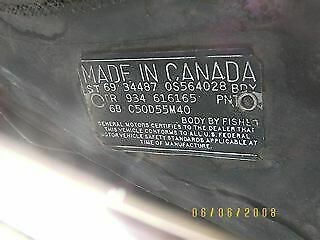 MADE IN CANADA
ST 69 34487 OS564028 BDY
TR 934 616165 PNT
GB C50D55M40
BODY BY FISHER
GENERAL MOTORS CERTIFIES TO THE DEALER THAT
THIS VEHICLE CONFORMS TO ALL U.S. FEDERAL
MOTOR VEHICLE SAFETY STANDARDS APPLICABLE AT
TIME OF MANUFACTURE
06/06/2008